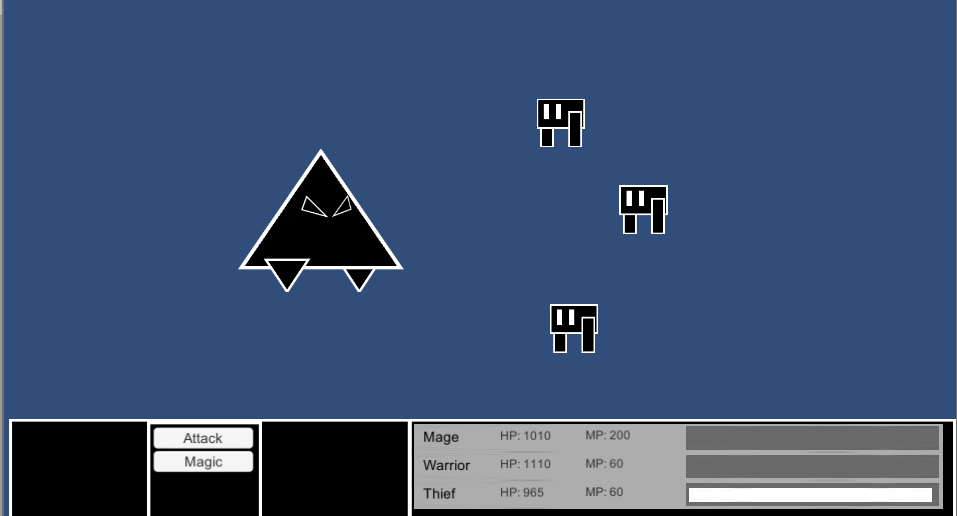 Attack
Magic
Mage HP: 1010 MP: 200
Warrior HP: 1110 MP: 60
Thief HP: 965 MP: 60